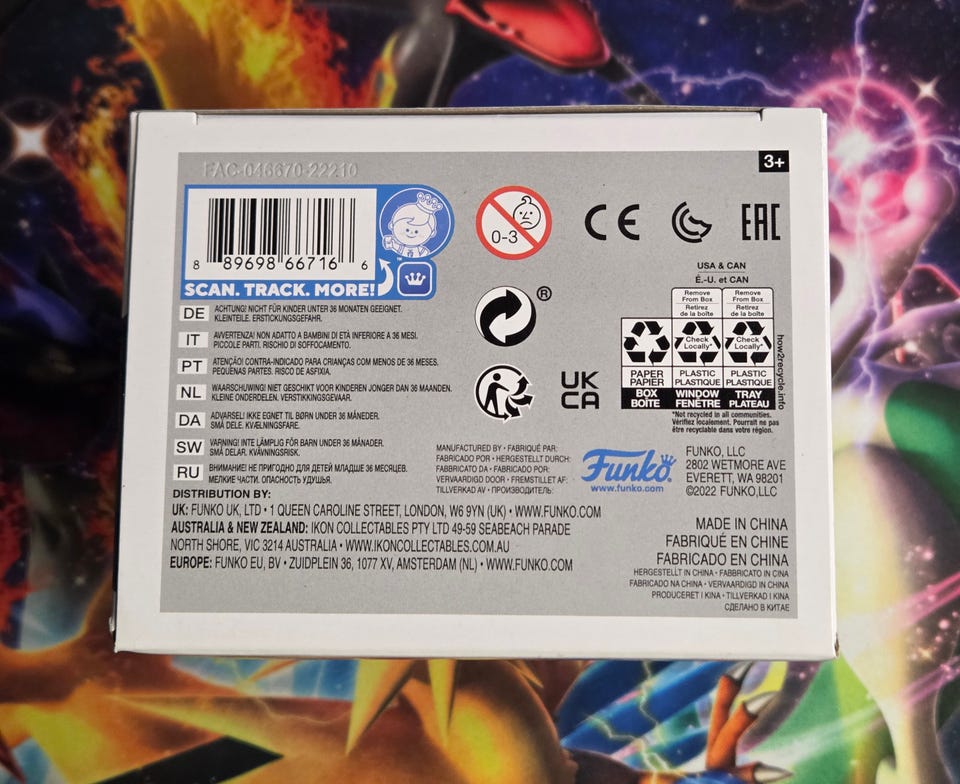 FAC-046670-22210
3+
8 89698 66716 6
SCAN. TRACK. MORE!
™
0-3
CE
EAC
®
UK
CA
USA & CAN
É.-U. et CAN
Remove From Box
Retirez de la boîte
Remove From Box
Retirez de la boîte
Check Locally*
Check Locally*
PAPER
PAPIER
BOX
BOÎTE
PLASTIC
PLASTIQUE
WINDOW
FENÊTRE
PLASTIC
PLASTIQUE
TRAY
PLATEAU
how2recycle.info
*Not recycled in all communities.
Vérifiez localement. Pourrait ne pas
être recyclable dans votre région.
DE ACHTUNG! NICHT FÜR KINDER UNTER 36 MONATEN GEEIGNET.
KLEINTEILE. ERSTICKUNGSGEFAHR.
IT AVVERTENZA! NON ADATTO A BAMBINI DI ETÀ INFERIORE A 36 MESI.
PICCOLE PARTI. RISCHIO DI SOFFOCAMENTO.
PT ATENÇÃO! CONTRA-INDICADO PARA CRIANÇAS COM MENOS DE 36 MESES.
PEQUENAS PARTES. RISCO DE ASFIXIA.
NL WAARSCHUWING! NIET GESCHIKT VOOR KINDEREN JONGER DAN 36 MAANDEN.
KLEINE ONDERDELEN. VERSTIKKINGSGEVAAR.
DA ADVARSEL! IKKE EGNET TIL BØRN UNDER 36 MÅNEDER.
SMÅ DELE. KVÆLNINGSFARE.
SW VARNING! INTE LÄMPLIG FÖR BARN UNDER 36 MÅNADER.
SMÅ DELAR. KVÄVNINGSRISK.
RU ВНИМАНИЕ! НЕ ПРИГОДНО ДЛЯ ДЕТЕЙ МЛАДШЕ 36 МЕСЯЦЕВ.
МЕЛКИЕ ЧАСТИ. ОПАСНОСТЬ УДУШЬЯ.
MANUFACTURED BY • FABRIQUÉ PAR:
FABRICADO POR • HERGESTELLT DURCH:
FABBRICATO DA • FABRICADO POR:
VERVAARDIGD DOOR • FREMSTILLET AF:
TILLVERKAD AV • ПРОИЗВОДИТЕЛЬ:
Funko
www.funko.com
FUNKO, LLC
2802 WETMORE AVE
EVERETT, WA 98201
©2022 FUNKO,LLC
DISTRIBUTION BY:
UK: FUNKO UK, LTD • 1 QUEEN CAROLINE STREET, LONDON, W6 9YN (UK) • WWW.FUNKO.COM
AUSTRALIA & NEW ZEALAND: IKON COLLECTABLES PTY LTD 49-59 SEABEACH PARADE
NORTH SHORE, VIC 3214 AUSTRALIA • WWW.IKONCOLLECTABLES.COM.AU
EUROPE: FUNKO EU, BV • ZUIDPLEIN 36, 1077 XV, AMSTERDAM (NL) • WWW.FUNKO.COM
MADE IN CHINA
FABRIQUÉ EN CHINE
FABRICADO EN CHINA
HERGESTELLT IN CHINA • FABBRICATO IN CINA
FABRICADO NA CHINA • VERVAARDIGD IN CHINA
PRODUCERET I KINA • TILLVERKAD I KINA
СДЕЛАНО В КИТАЕ